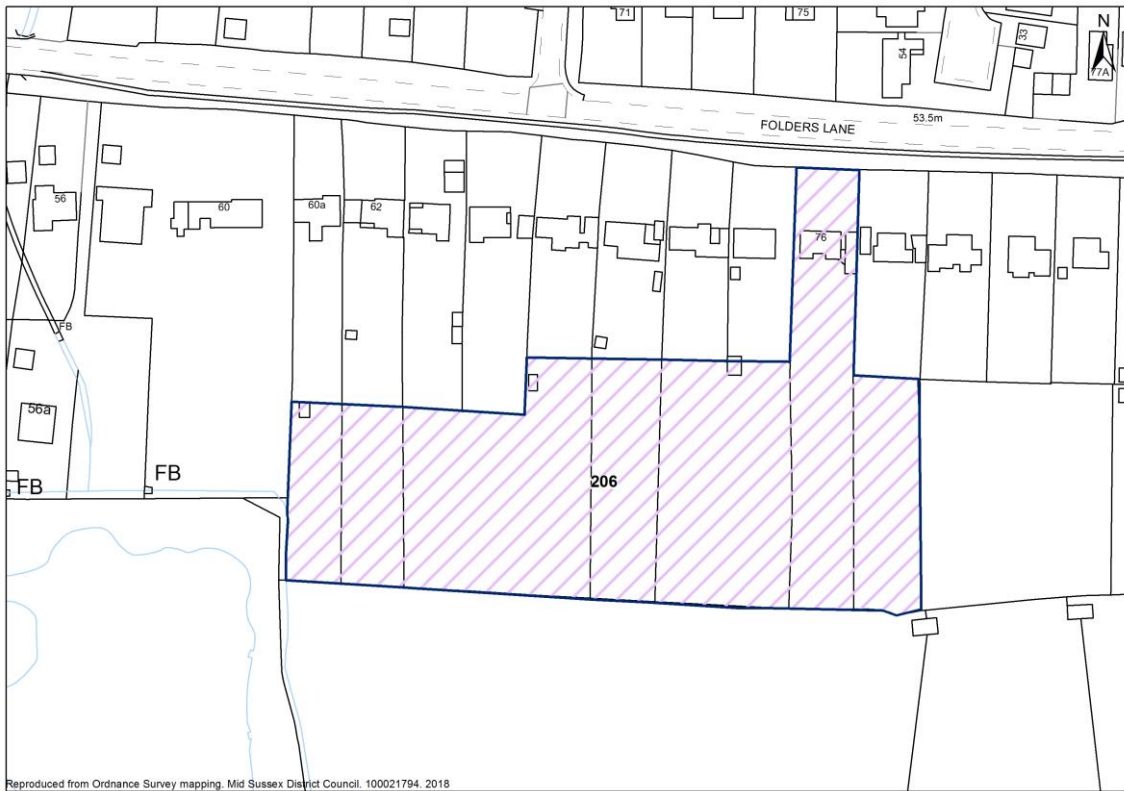 71
75
54
33
N
77A
FOLDERS LANE
53.5m
56
60
60a
62
76
FB
56a
FB
FB
206
Reproduced from Ordnance Survey mapping. Mid Sussex District Council. 100021794. 2018